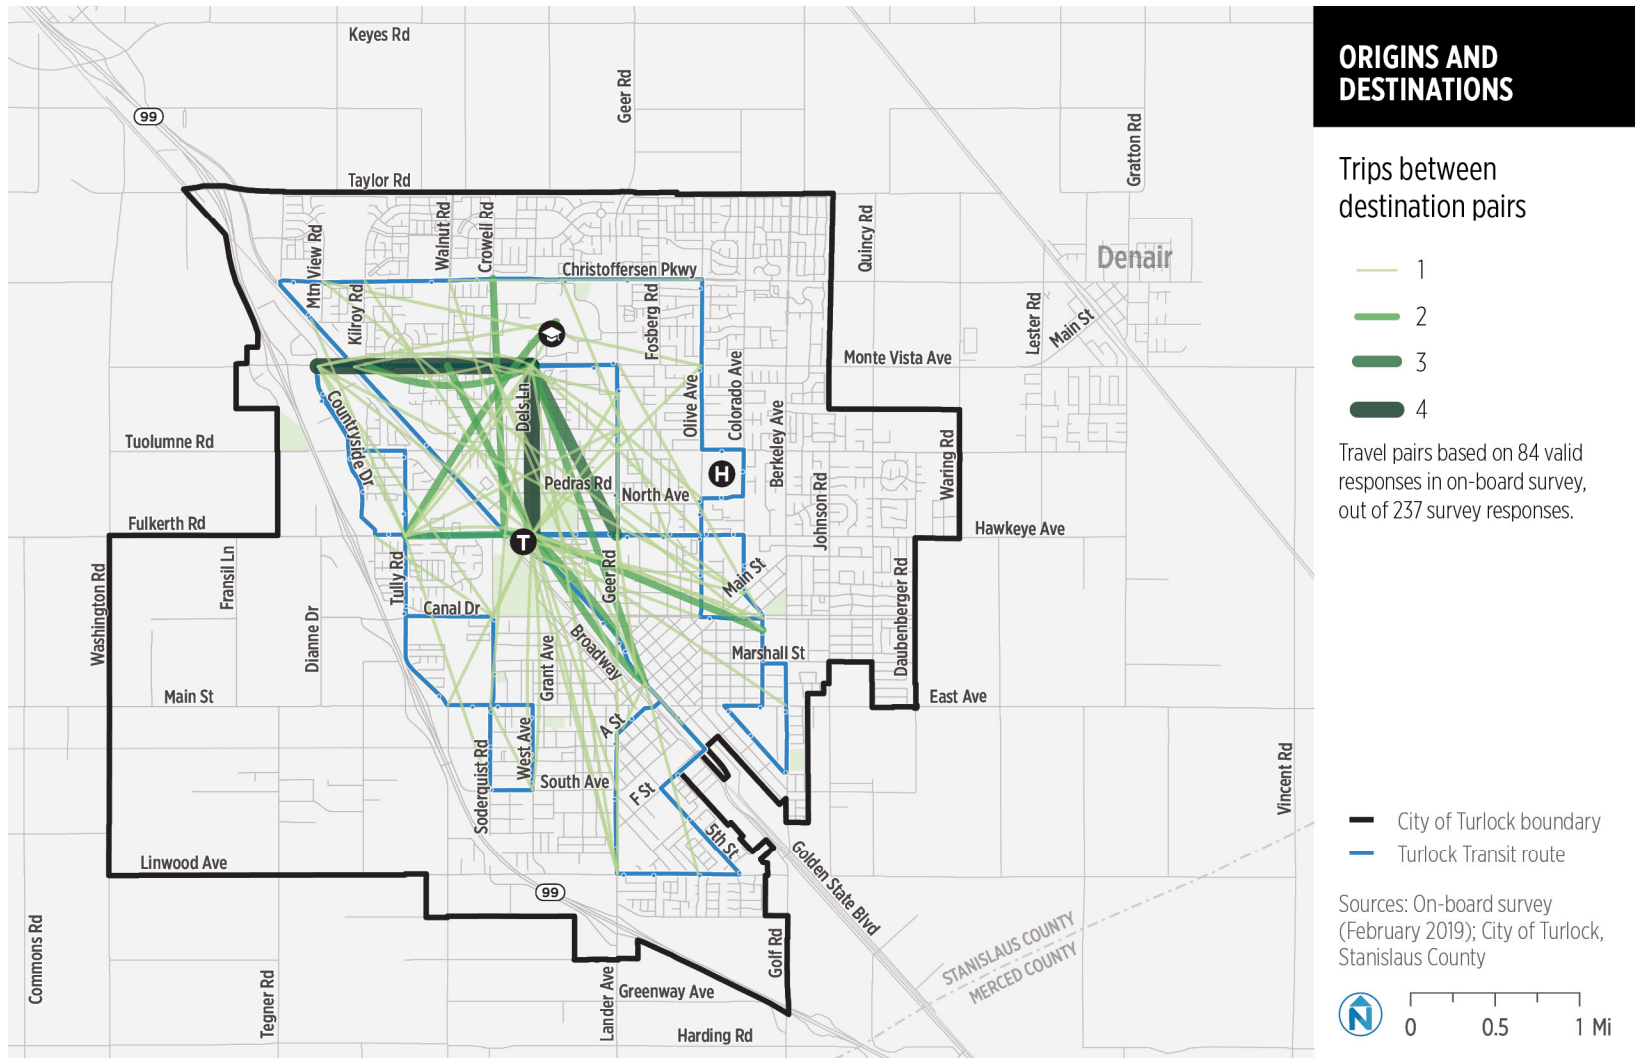 Keyes Rd
99
Geer Rd
Gratton Rd
Taylor Rd
Mtn View Rd
Walnut Rd
Crowell Rd
Quincy Rd
Denair
Christoffersen Pkwy
Kilroy Rd
Fosberg Rd
Lester Rd
Main St
Monte Vista Ave
Countryside Dr
Dels Ln
Olive Ave
Colorado Ave
Berkeley Ave
Tuolumne Rd
Waring Rd
H
Pedras Rd
North Ave
Johnson Rd
Fulkerth Rd
Hawkeye Ave
T
Washington Rd
Fransil Ln
Tully Rd
Geer Rd
Main St
Daubenberger Rd
Canal Dr
Dianne Dr
Grant Ave
Broadway
Marshall St
Main St
East Ave
A St
Soderquist Rd
West Ave
South Ave
F St
5th St
Vincent Rd
Linwood Ave
99
Golden State Blvd
Commons Rd
Tegner Rd
Lander Ave
Golf Rd
Greenway Ave
Harding Rd
STANISLAUS COUNTY
MERCED COUNTY
ORIGINS AND
DESTINATIONS
Trips between
destination pairs
1
2
3
4
Travel pairs based on 84 valid
responses in on-board survey,
out of 237 survey responses.
City of Turlock boundary
Turlock Transit route
Sources: On-board survey
(February 2019); City of Turlock,
Stanislaus County
N
0 0.5 1 Mi